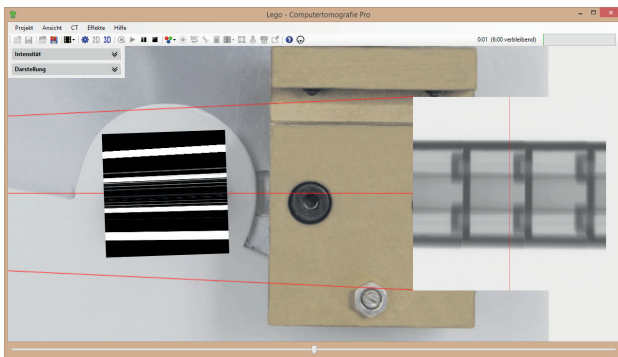 Lego - Computertomografie Pro
Projekt Ansicht CT Effekte Hilfe
2D 3D 0:01 (6:00 verbleibend)
Intensität
Darstellung